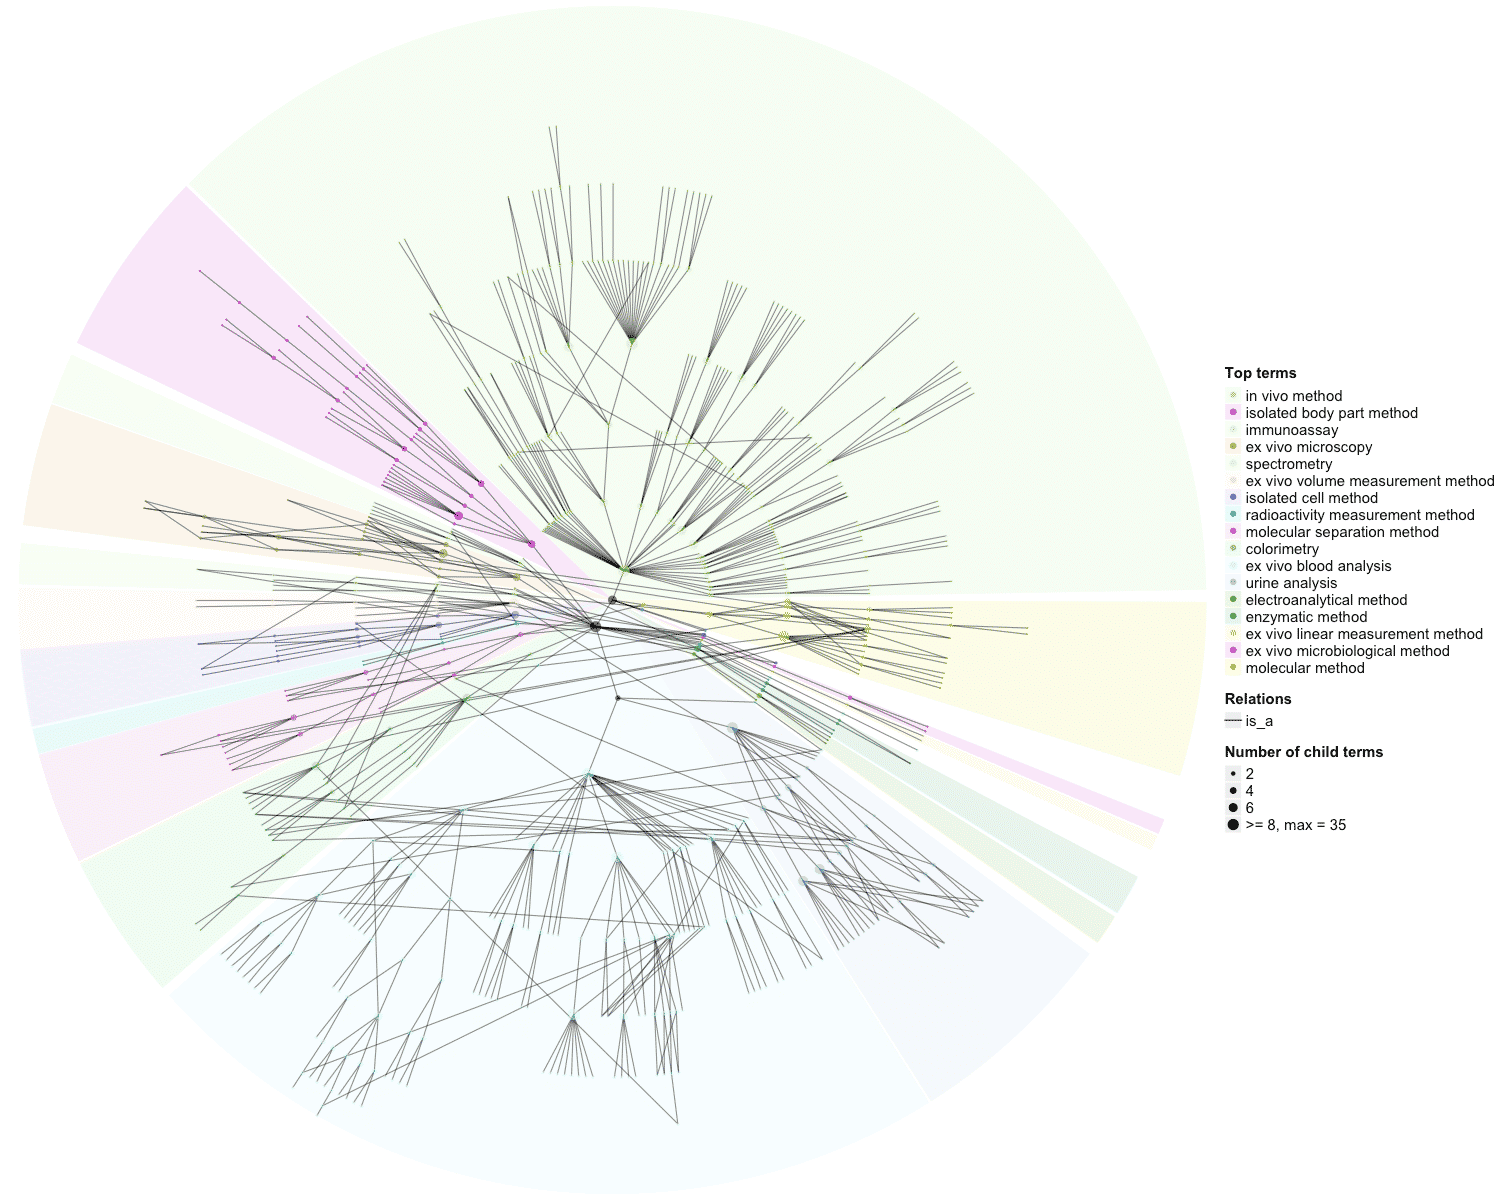 Top terms
in vivo method
isolated body part method
immunoassay
ex vivo microscopy
spectrometry
ex vivo volume measurement method
isolated cell method
radioactivity measurement method
molecular separation method
colorimetry
ex vivo blood analysis
urine analysis
electroanalytical method
enzymatic method
ex vivo linear measurement method
ex vivo microbiological method
molecular method
Relations
is_a
Number of child terms
2
4
6
>= 8, max = 35